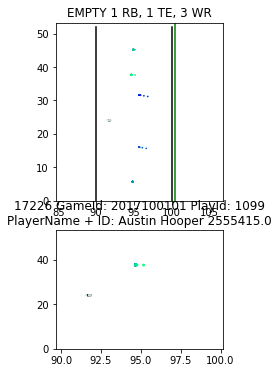 EMPTY 1 RB, 1 TE, 3 WR
50
40
30
20
10
0
85 90 95 100 105
17226 GameId: 2017100101 PlayId: 1099
PlayerName + ID: Austin Hooper 2555415.0
40
20
0
90.0 92.5 95.0 97.5 100.0